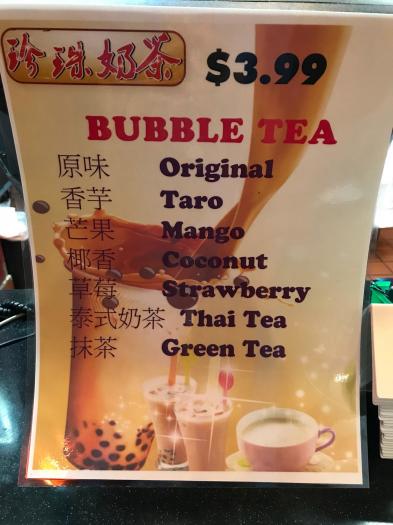 珍珠奶茶 $3.99
BUBBLE TEA
原味 Original
香芋 Taro
芒果 Mango
椰香 Coconut
草莓 Strawberry
泰式奶茶 Thai Tea
抹茶 Green Tea